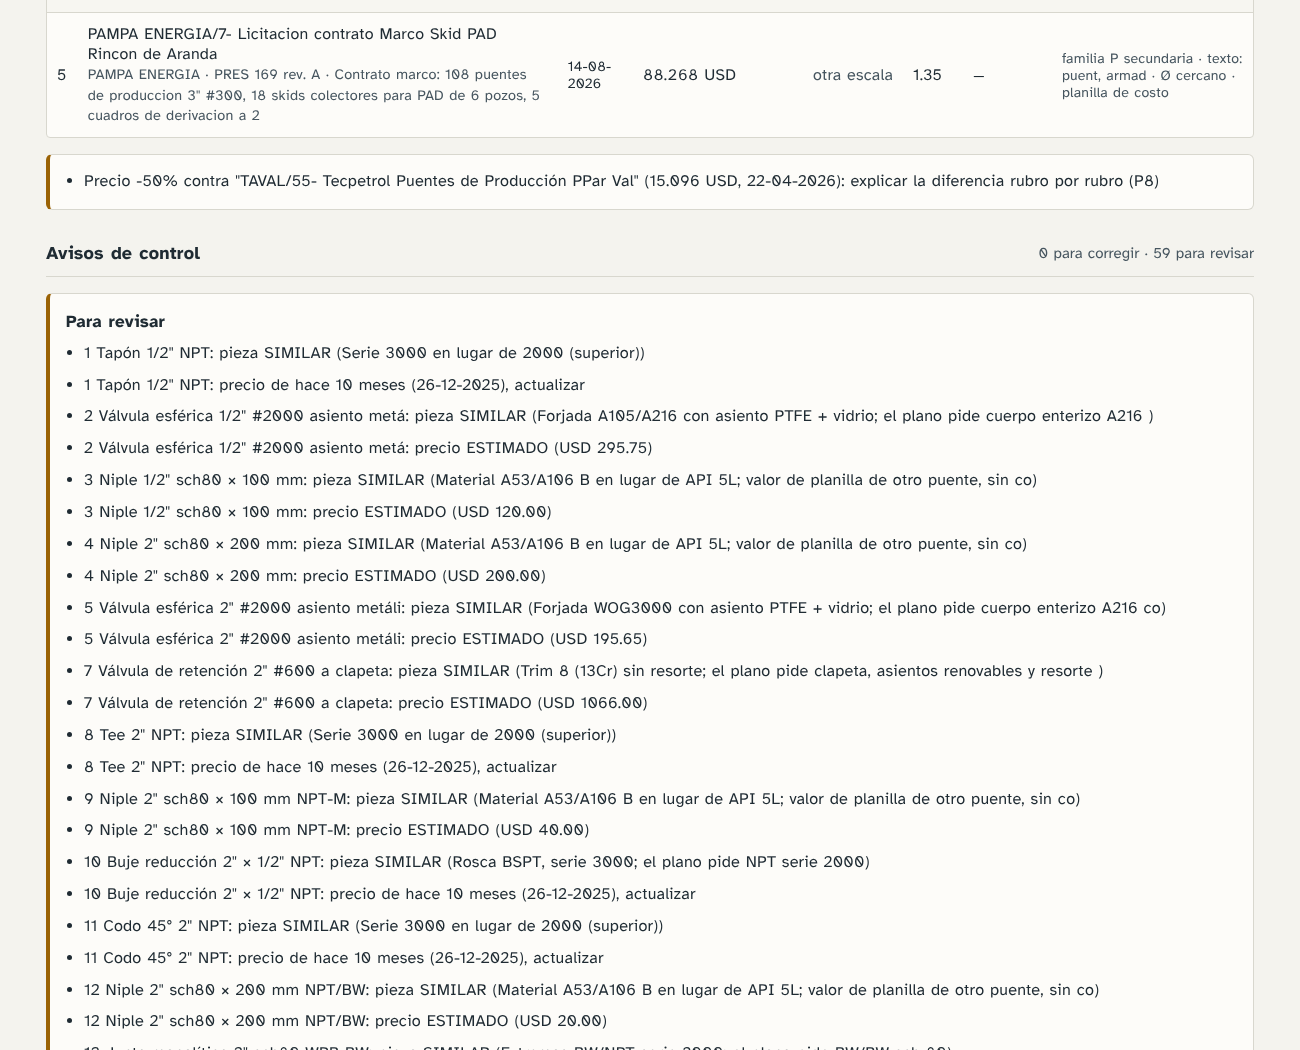 PAMPA ENERGIA/7- Licitacion contrato Marco Skid PAD
Rincon de Aranda
5
PAMPA ENERGIA · PRES 169 rev. A · Contrato marco: 108 puentes
de produccion 3" #300, 18 skids colectores para PAD de 6 pozos, 5
cuadros de derivacion a 2
14-08-
2026
88.268 USD
otra escala
1.35
—
familia P secundaria · texto:
puent, armad · Ø cercano ·
planilla de costo
• Precio -50% contra "TAVAL/55- Tecpetrol Puentes de Producción PPar Val" (15.096 USD, 22-04-2026): explicar la diferencia rubro por rubro (P8)
Avisos de control
0 para corregir · 59 para revisar
Para revisar
• 1 Tapón 1/2" NPT: pieza SIMILAR (Serie 3000 en lugar de 2000 (superior))
• 1 Tapón 1/2" NPT: precio de hace 10 meses (26-12-2025), actualizar
• 2 Válvula esférica 1/2" #2000 asiento metá: pieza SIMILAR (Forjada A105/A216 con asiento PTFE + vidrio; el plano pide cuerpo enterizo A216 )
• 2 Válvula esférica 1/2" #2000 asiento metá: precio ESTIMADO (USD 295.75)
• 3 Niple 1/2" sch80 × 100 mm: pieza SIMILAR (Material A53/A106 B en lugar de API 5L; valor de planilla de otro puente, sin co)
• 3 Niple 1/2" sch80 × 100 mm: precio ESTIMADO (USD 120.00)
• 4 Niple 2" sch80 × 200 mm: pieza SIMILAR (Material A53/A106 B en lugar de API 5L; valor de planilla de otro puente, sin co)
• 4 Niple 2" sch80 × 200 mm: precio ESTIMADO (USD 200.00)
• 5 Válvula esférica 2" #2000 asiento metáli: pieza SIMILAR (Forjada WOG3000 con asiento PTFE + vidrio; el plano pide cuerpo enterizo A216 co)
• 5 Válvula esférica 2" #2000 asiento metáli: precio ESTIMADO (USD 195.65)
• 7 Válvula de retención 2" #600 a clapeta: pieza SIMILAR (Trim 8 (13Cr) sin resorte; el plano pide clapeta, asientos renovables y resorte )
• 7 Válvula de retención 2" #600 a clapeta: precio ESTIMADO (USD 1066.00)
• 8 Tee 2" NPT: pieza SIMILAR (Serie 3000 en lugar de 2000 (superior))
• 8 Tee 2" NPT: precio de hace 10 meses (26-12-2025), actualizar
• 9 Niple 2" sch80 × 100 mm NPT-M: pieza SIMILAR (Material A53/A106 B en lugar de API 5L; valor de planilla de otro puente, sin co)
• 9 Niple 2" sch80 × 100 mm NPT-M: precio ESTIMADO (USD 40.00)
• 10 Buje reducción 2" × 1/2" NPT: pieza SIMILAR (Rosca BSPT, serie 3000; el plano pide NPT serie 2000)
• 10 Buje reducción 2" × 1/2" NPT: precio de hace 10 meses (26-12-2025), actualizar
• 11 Codo 45° 2" NPT: pieza SIMILAR (Serie 3000 en lugar de 2000 (superior))
• 11 Codo 45° 2" NPT: precio de hace 10 meses (26-12-2025), actualizar
• 12 Niple 2" sch80 × 200 mm NPT/BW: pieza SIMILAR (Material A53/A106 B en lugar de API 5L; valor de planilla de otro puente, sin co)
• 12 Niple 2" sch80 × 200 mm NPT/BW: precio ESTIMADO (USD 20.00)